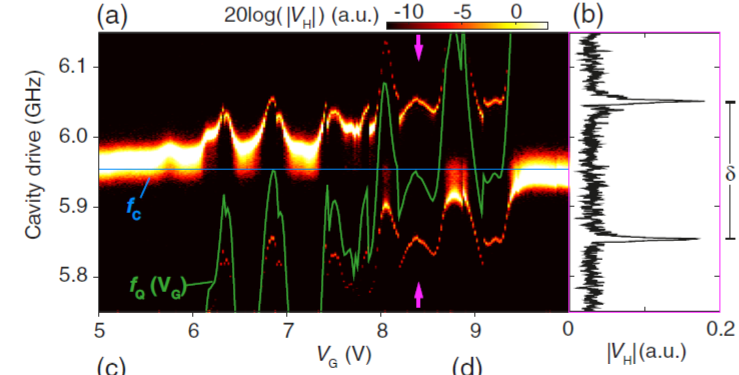 (a) 20log(|V_H|) (a.u.) -10 -5 0 (b)
6.1
6.0
5.9
5.8
Cavity drive (GHz)
f_C
f_Q (V_G)
δ
5 6 7 8 9 0 0.2
V_G (V) |V_H|(a.u.)
(c) (d)